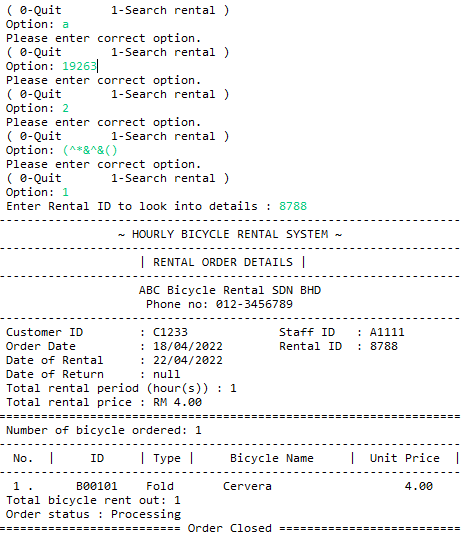 ( 0-Quit       1-Search rental )
Option: a
Please enter correct option.
( 0-Quit       1-Search rental )
Option: 19263
Please enter correct option.
( 0-Quit       1-Search rental )
Option: 2
Please enter correct option.
( 0-Quit       1-Search rental )
Option: (^*&^&()
Please enter correct option.
( 0-Quit       1-Search rental )
Option: 1
Enter Rental ID to look into details : 8788
------------------------------------------------------------------
~ HOURLY BICYCLE RENTAL SYSTEM ~
------------------------------------------------------------------
| RENTAL ORDER DETAILS |
------------------------------------------------------------------
ABC Bicycle Rental SDN BHD
Phone no: 012-3456789
------------------------------------------------------------------
Customer ID        : C1233              Staff ID   : A1111
Order Date         : 18/04/2022         Rental ID  : 8788
Date of Rental     : 22/04/2022
Date of Return     : null
Total rental period (hour(s)) : 1
Total rental price : RM 4.00
==================================================================
Number of bicycle ordered: 1
------------------------------------------------------------------
No.  |     ID     | Type |     Bicycle Name     |  Unit Price  |
------------------------------------------------------------------
1 .      B00101   Fold       Cervera                  4.00
Total bicycle rent out: 1
Order status : Processing
========================== Order Closed ==========================